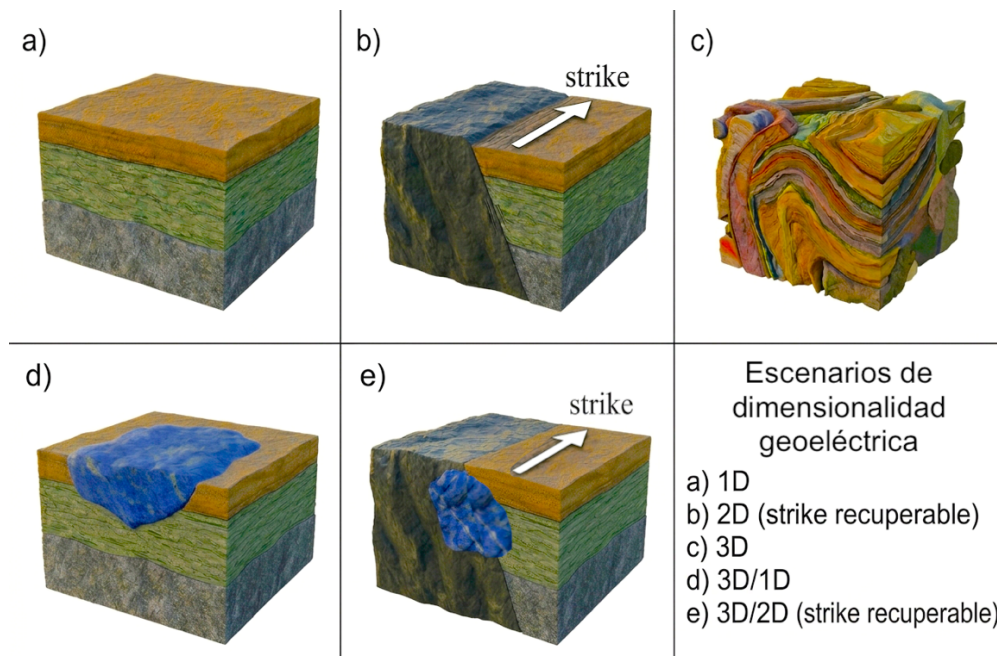 a)
b)
strike
c)
d)
e)
strike
Escenarios de
dimensionalidad
geoeléctrica
a) 1D
b) 2D (strike recuperable)
c) 3D
d) 3D/1D
e) 3D/2D (strike recuperable)